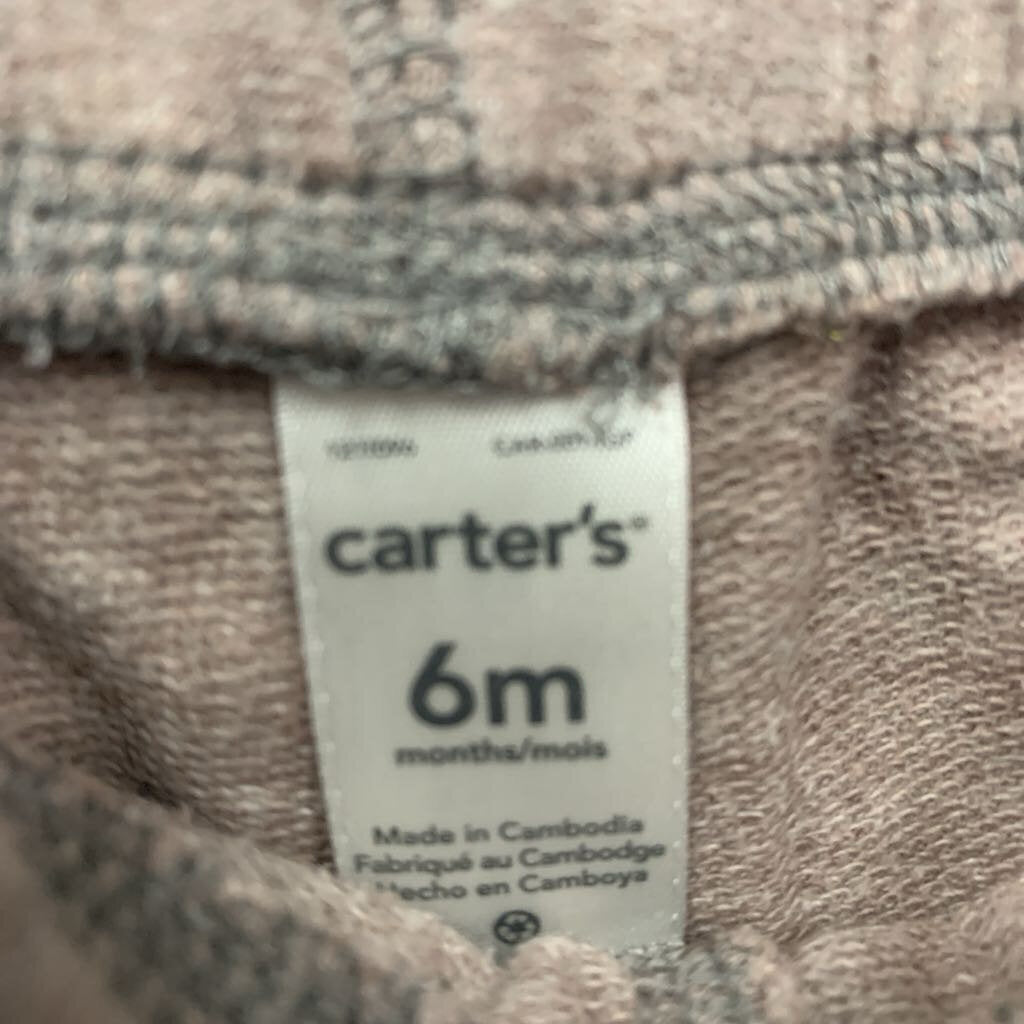 carter's
6m
months/mois
Made in Cambodia
Fabriqué au Cambodge
Hecho en Camboya